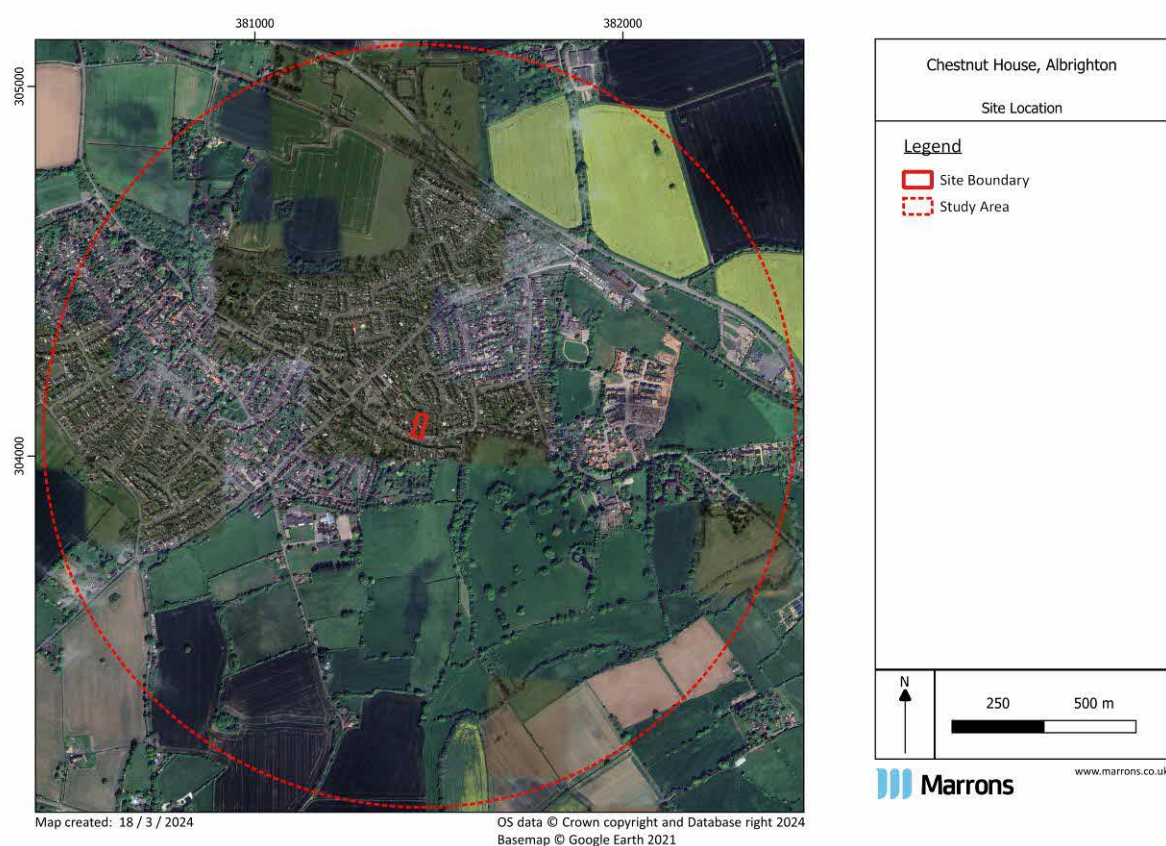 381000
382000
305000
304000
Chestnut House, Albrighton
Site Location
Legend
Site Boundary
Study Area
N
250
500 m
Marrons
www.marrons.co.uk
Map created: 18 / 3 / 2024
OS data © Crown copyright and Database right 2024
Basemap © Google Earth 2021